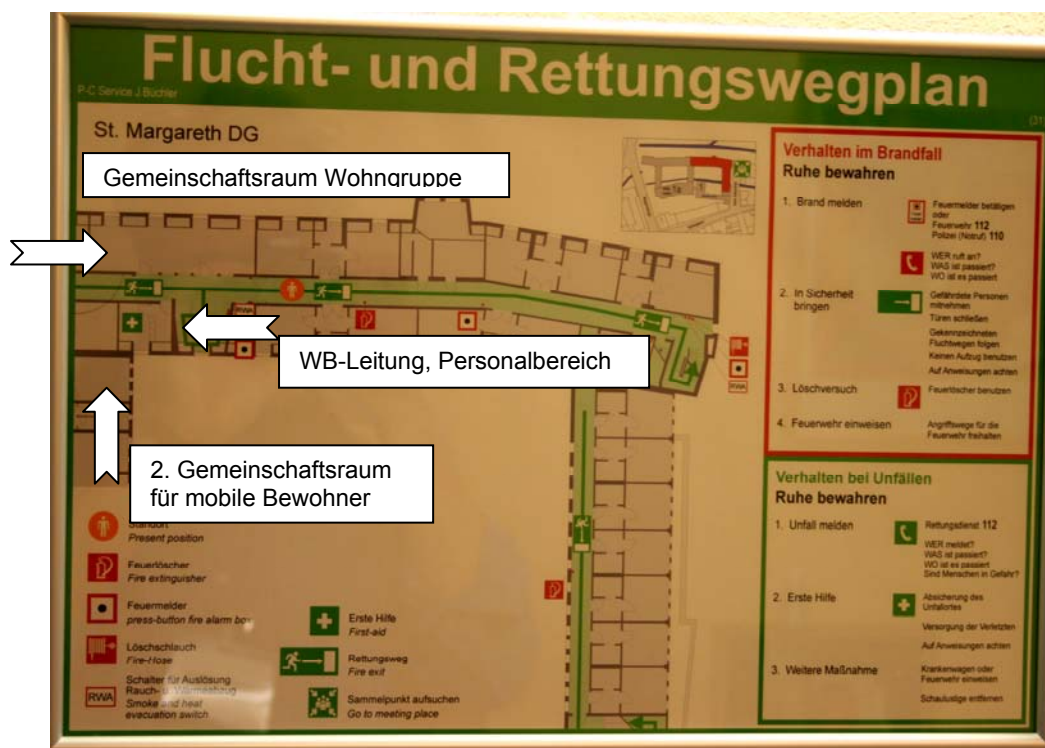 Flucht- und Rettungswegplan
P-C Service J.Büchler
St. Margareth DG
Gemeinschaftsraum Wohngruppe
RWA
WB-Leitung, Personalbereich
RWA
2. Gemeinschaftsraum
für mobile Bewohner
Standort
Present position
Feuerlöscher
Fire extinguisher
Feuermelder
press-button fire alarm box
Löschschlauch
Fire-Hose
RWA
Schalter für Auslösung
Rauch- u. Wärmeabzug
Smoke and heat
evacuation switch
Erste Hilfe
First-aid
Rettungsweg
Fire exit
Sammelpunkt aufsuchen
Go to meeting place
Verhalten im Brandfall
Ruhe bewahren
1. Brand melden
Feuermelder betätigen
oder
Feuerwehr 112
Polizei (Notruf) 110
WER ruft an?
WAS ist passiert?
WO ist es passiert
2. In Sicherheit
bringen
Gefährdete Personen
mitnehmen
Türen schließen
Gekennzeichneten
Fluchtwegen folgen
Keinen Aufzug benutzen
Auf Anweisungen achten
3. Löschversuch
Feuerlöscher benutzen
4. Feuerwehr einweisen
Angriffswege für die
Feuerwehr freihalten
Verhalten bei Unfällen
Ruhe bewahren
1. Unfall melden
Rettungsdienst 112
WER meldet?
WAS ist passiert?
WO ist es passiert
Sind Menschen in Gefahr?
2. Erste Hilfe
Absicherung des
Unfallortes
Versorgung der Verletzten
Auf Anweisungen achten
3. Weitere Maßnahme
Krankenwagen oder
Feuerwehr einweisen
Schaulustige entfernen